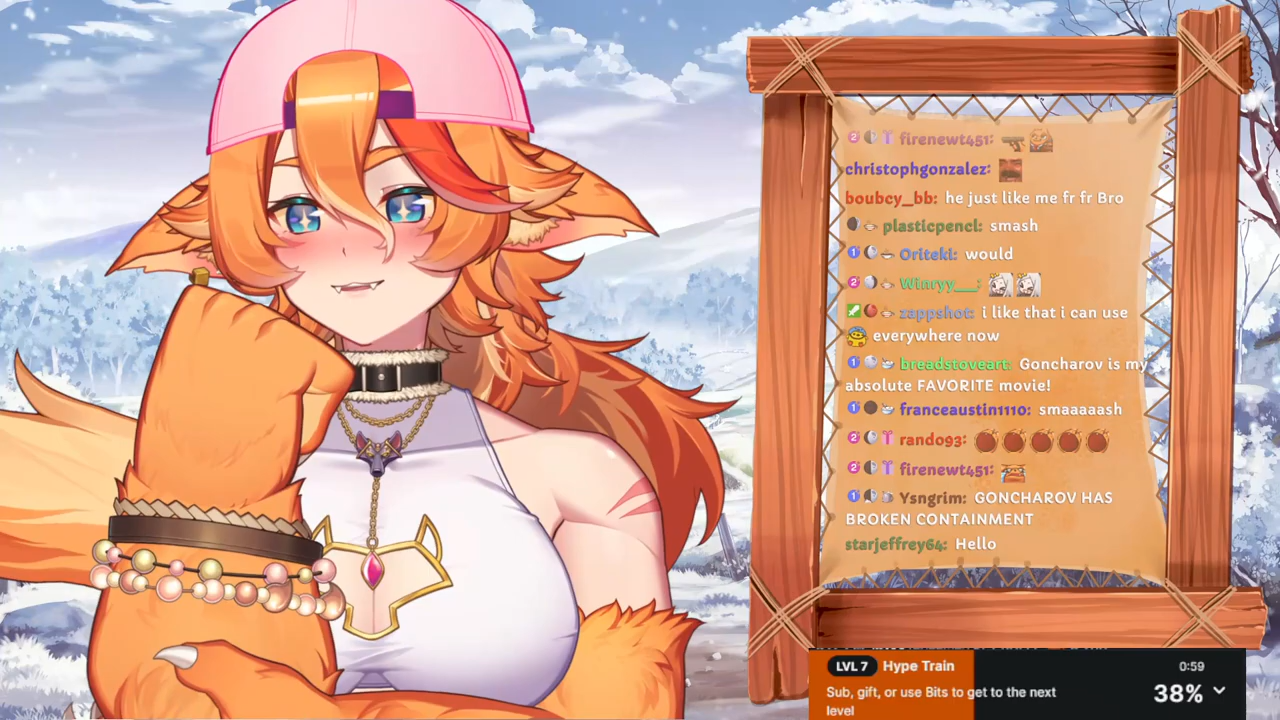 firenewt451:
christophgonzalez:
boubcy_bb: he just like me fr fr Bro
plasticpencl: smash
Oriteki: would
Winryy___:
zappshot: i like that i can use
everywhere now
breadstoveart: Goncharov is my
absolute FAVORITE movie!
franceaustin1110: smaaaaash
rando93:
firenewt451:
Ysngrim: GONCHAROV HAS
BROKEN CONTAINMENT
starjeffrey64: Hello
LVL 7 Hype Train 0:59
Sub, gift, or use Bits to get to the next
level
38%